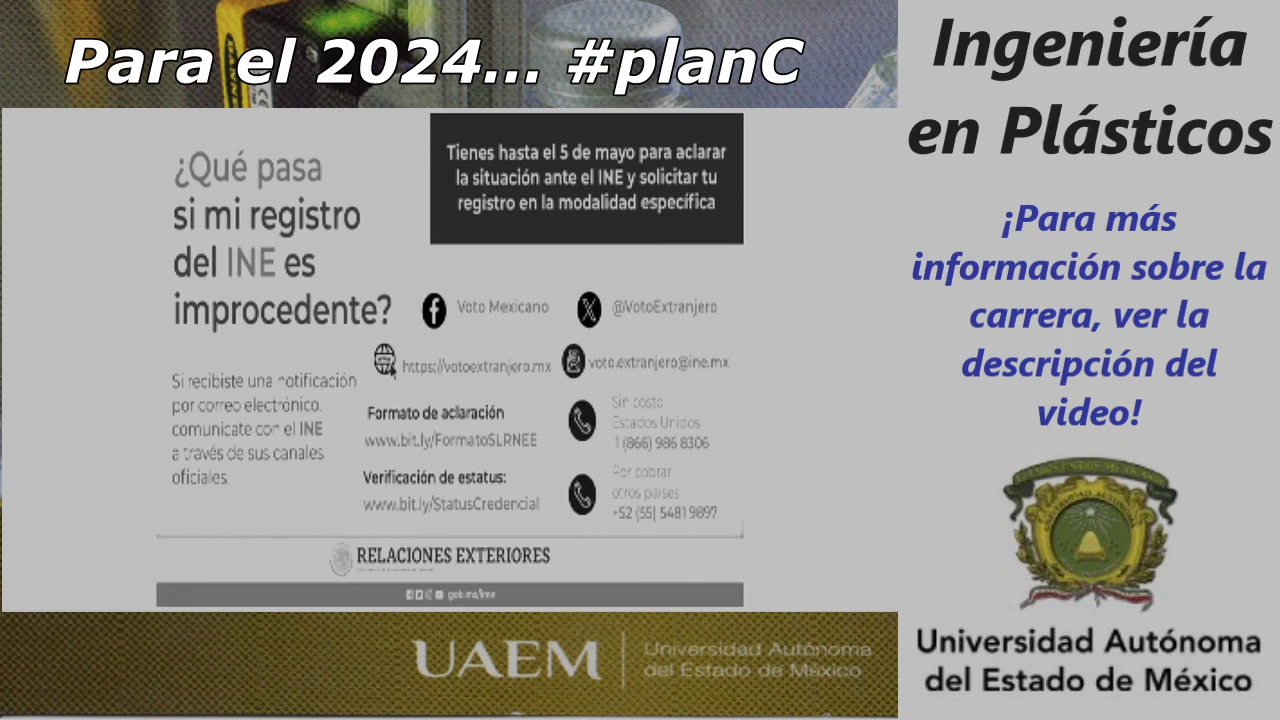 Para el 2024... #planC
¿Qué pasa
si mi registro
del INE es
improcedente?
Tienes hasta el 5 de mayo para aclarar
la situación ante el INE y solicitar tu
registro en la modalidad específica
Voto Mexicano
@VotoExtranjero
https://votoextranjero.mx
voto.extranjero@ine.mx
Si recibiste una notificación
por correo electrónico,
comunicate con el INE
a través de sus canales
oficiales.
Formato de aclaración
www.bit.ly/FormatoSLRNEE
Verificación de estatus:
www.bit.ly/StatusCredencial
Sin costo
Estados Unidos
1 (866) 986 8306
Por cobrar
otros países
+52 (55) 5481 9897
RELACIONES EXTERIORES
gob.mx/ime
UAEM
Universidad Autónoma
del Estado de México
Ingeniería
en Plásticos
¡Para más
información sobre la
carrera, ver la
descripción del
video!
Universidad Autónoma
del Estado de México